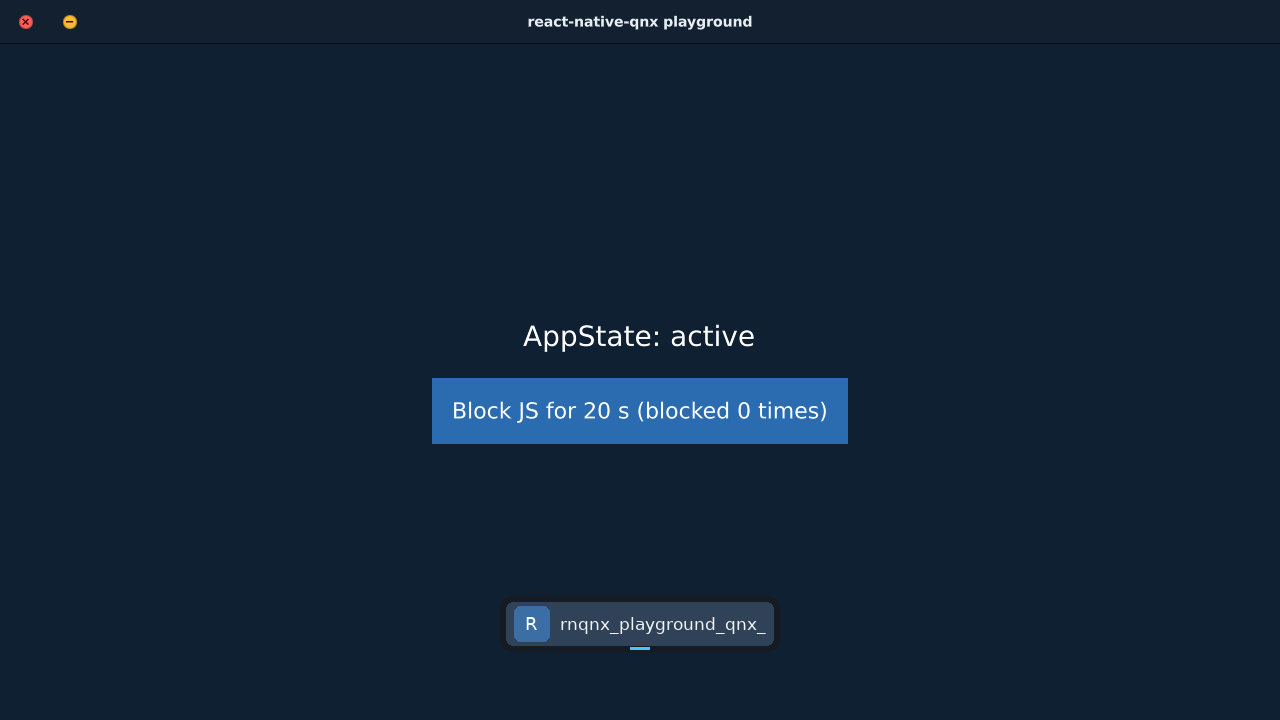 react-native-qnx playground
AppState: active
Block JS for 20 s (blocked 0 times)
R rnqnx_playground_qnx_